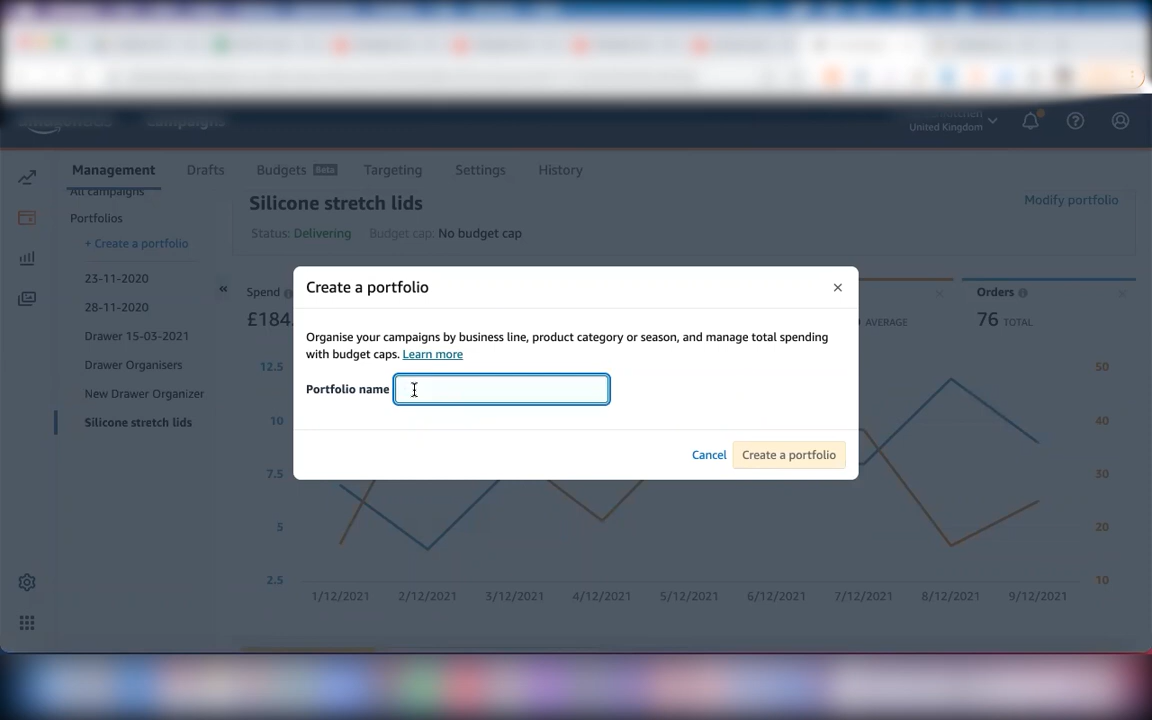 United Kingdom
Management
Drafts
Budgets Beta
Targeting
Settings
History
All campaigns
Portfolios
+ Create a portfolio
23-11-2020
28-11-2020
Drawer 15-03-2021
Drawer Organisers
New Drawer Organizer
Silicone stretch lids
«
Silicone stretch lids
Modify portfolio
Status: Delivering
Budget cap: No budget cap
Spend
£184.
AVERAGE
Orders
76 TOTAL
Create a portfolio
Organise your campaigns by business line, product category or season, and manage total spending
with budget caps. Learn more
Portfolio name
Cancel
Create a portfolio
12.5
10
7.5
5
2.5
50
40
30
20
10
1/12/2021
2/12/2021
3/12/2021
4/12/2021
5/12/2021
6/12/2021
7/12/2021
8/12/2021
9/12/2021